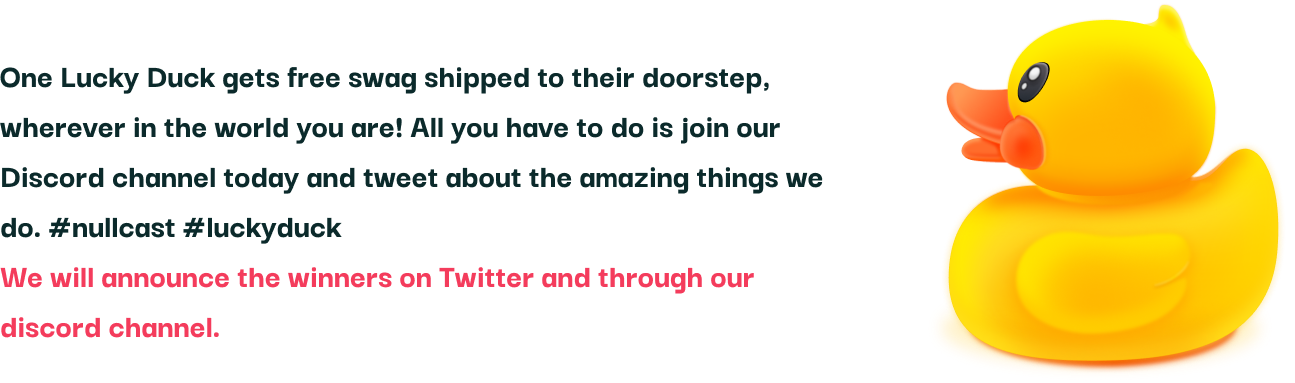 One Lucky Duck gets free swag shipped to their doorstep,
wherever in the world you are! All you have to do is join our
Discord channel today and tweet about the amazing things we
do. #nullcast #luckyduck
We will announce the winners on Twitter and through our
discord channel.